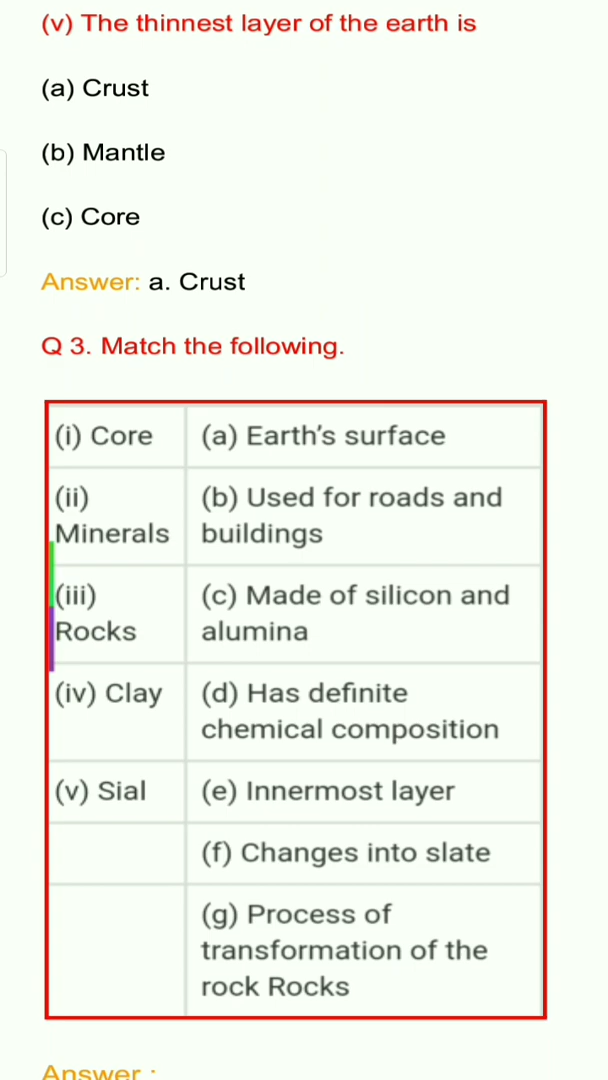 (v) The thinnest layer of the earth is
(a) Crust
(b) Mantle
(c) Core
Answer: a. Crust
Q 3. Match the following.
(i) Core (a) Earth's surface
(ii) Minerals (b) Used for roads and buildings
(iii) Rocks (c) Made of silicon and alumina
(iv) Clay (d) Has definite chemical composition
(v) Sial (e) Innermost layer
(f) Changes into slate
(g) Process of
transformation of the
rock Rocks
Answer :